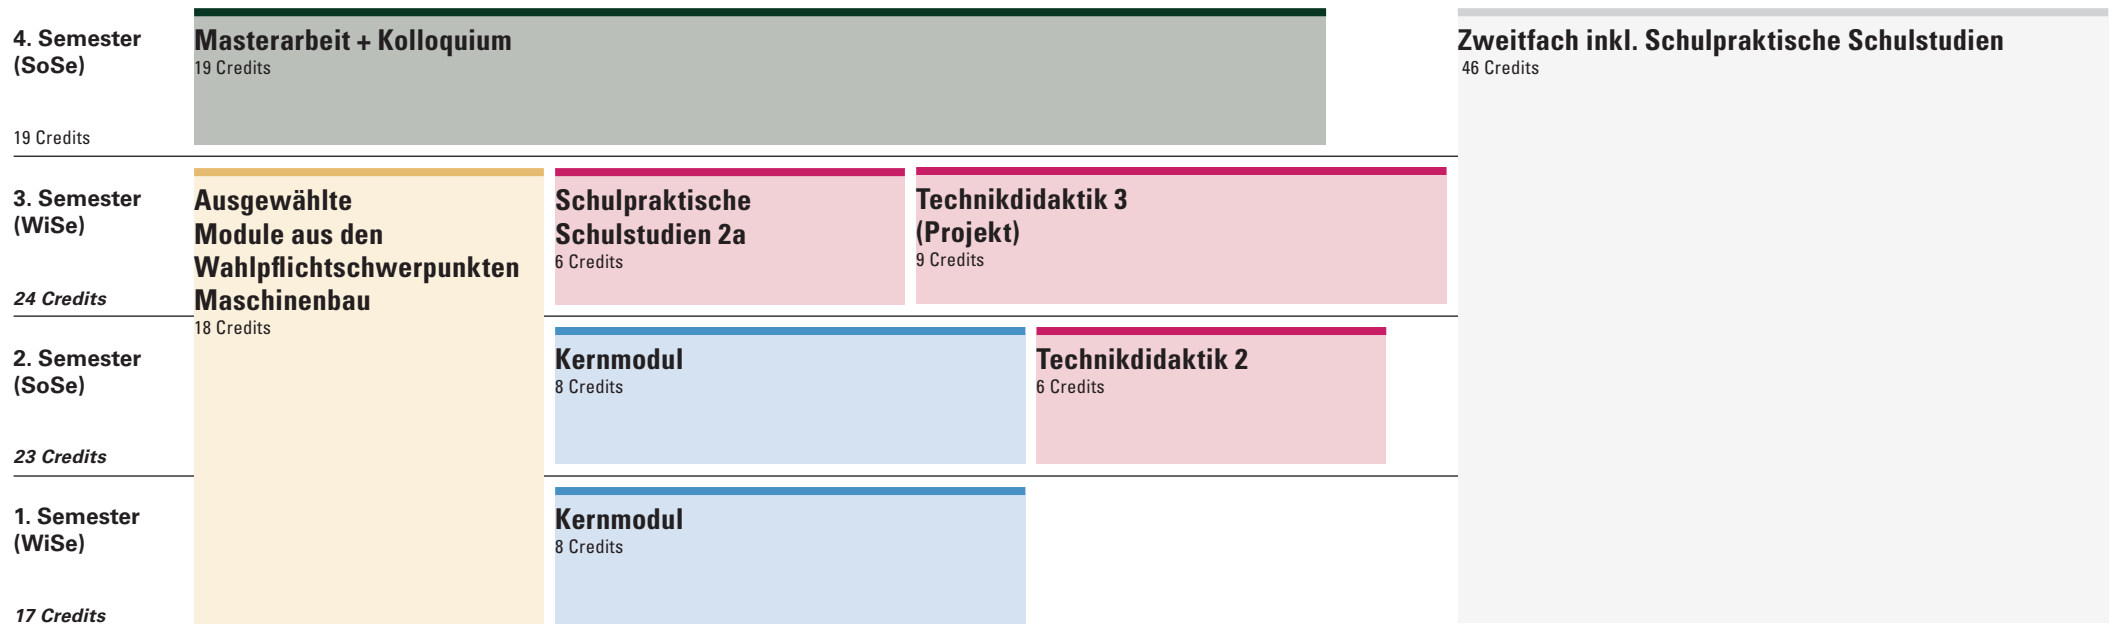 4. Semester
(SoSe)
19 Credits
Masterarbeit + Kolloquium
19 Credits
Zweitfach inkl. Schulpraktische Schulstudien
46 Credits
3. Semester
(WiSe)
24 Credits
Ausgewählte
Module aus den
Wahlpflichtschwerpunkten
Maschinenbau
18 Credits
Schulpraktische
Schulstudien 2a
6 Credits
Technikdidaktik 3
(Projekt)
9 Credits
2. Semester
(SoSe)
23 Credits
Kernmodul
8 Credits
Technikdidaktik 2
6 Credits
1. Semester
(WiSe)
17 Credits
Kernmodul
8 Credits